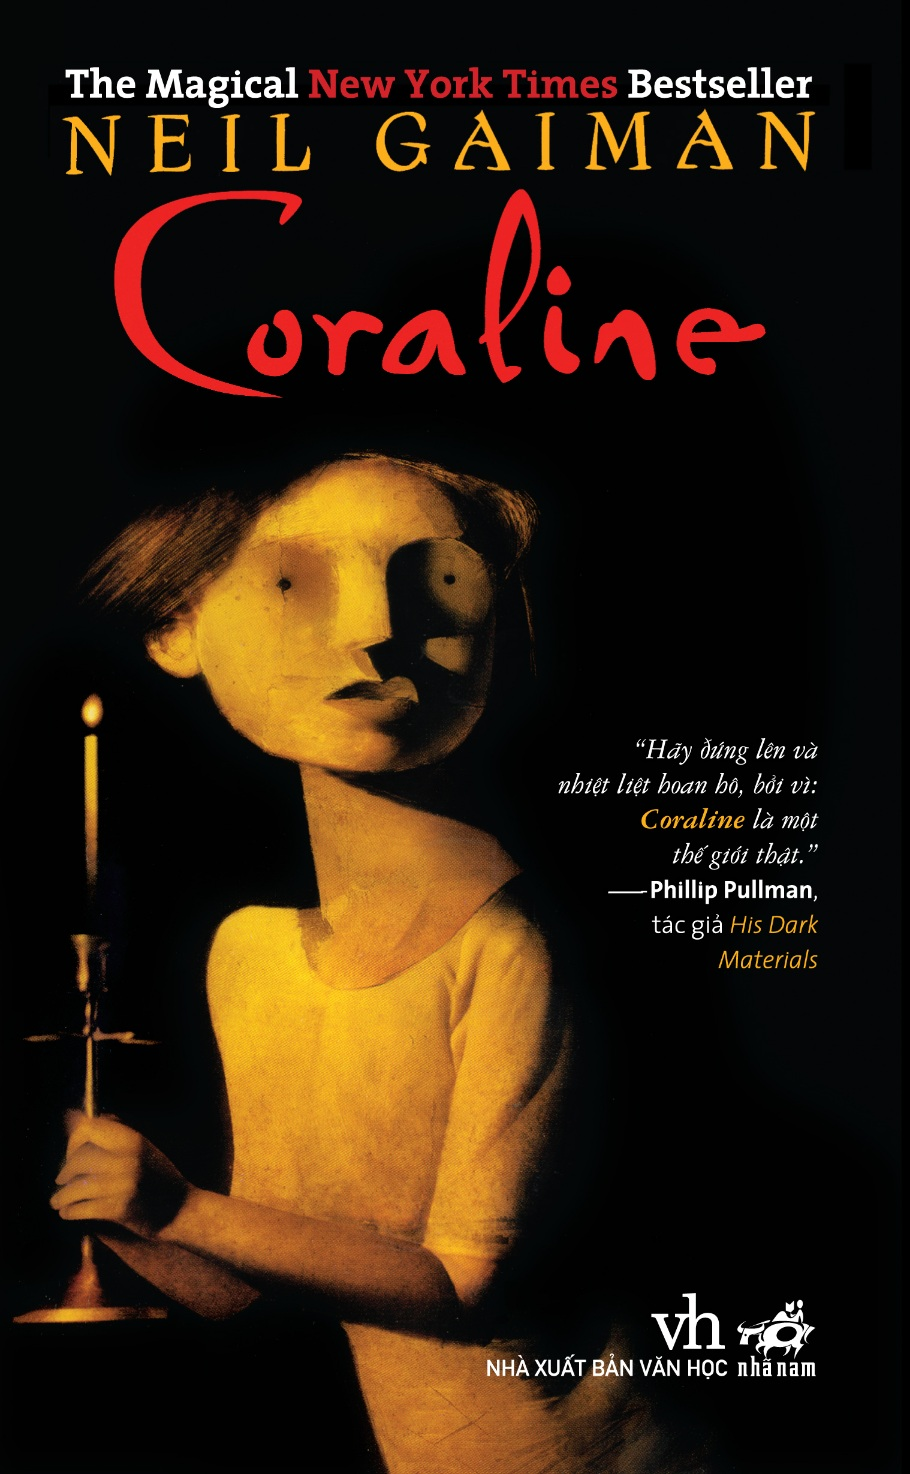 The Magical New York Times Bestseller
NEIL GAIMAN
Coraline
“Hãy đứng lên và
nhiệt liệt hoan hô, bởi vì:
Coraline là một
thế giới thật.”
—Phillip Pullman,
tác giả His Dark
Materials
vh
NHÀ XUẤT BẢN VĂN HỌC nhã nam